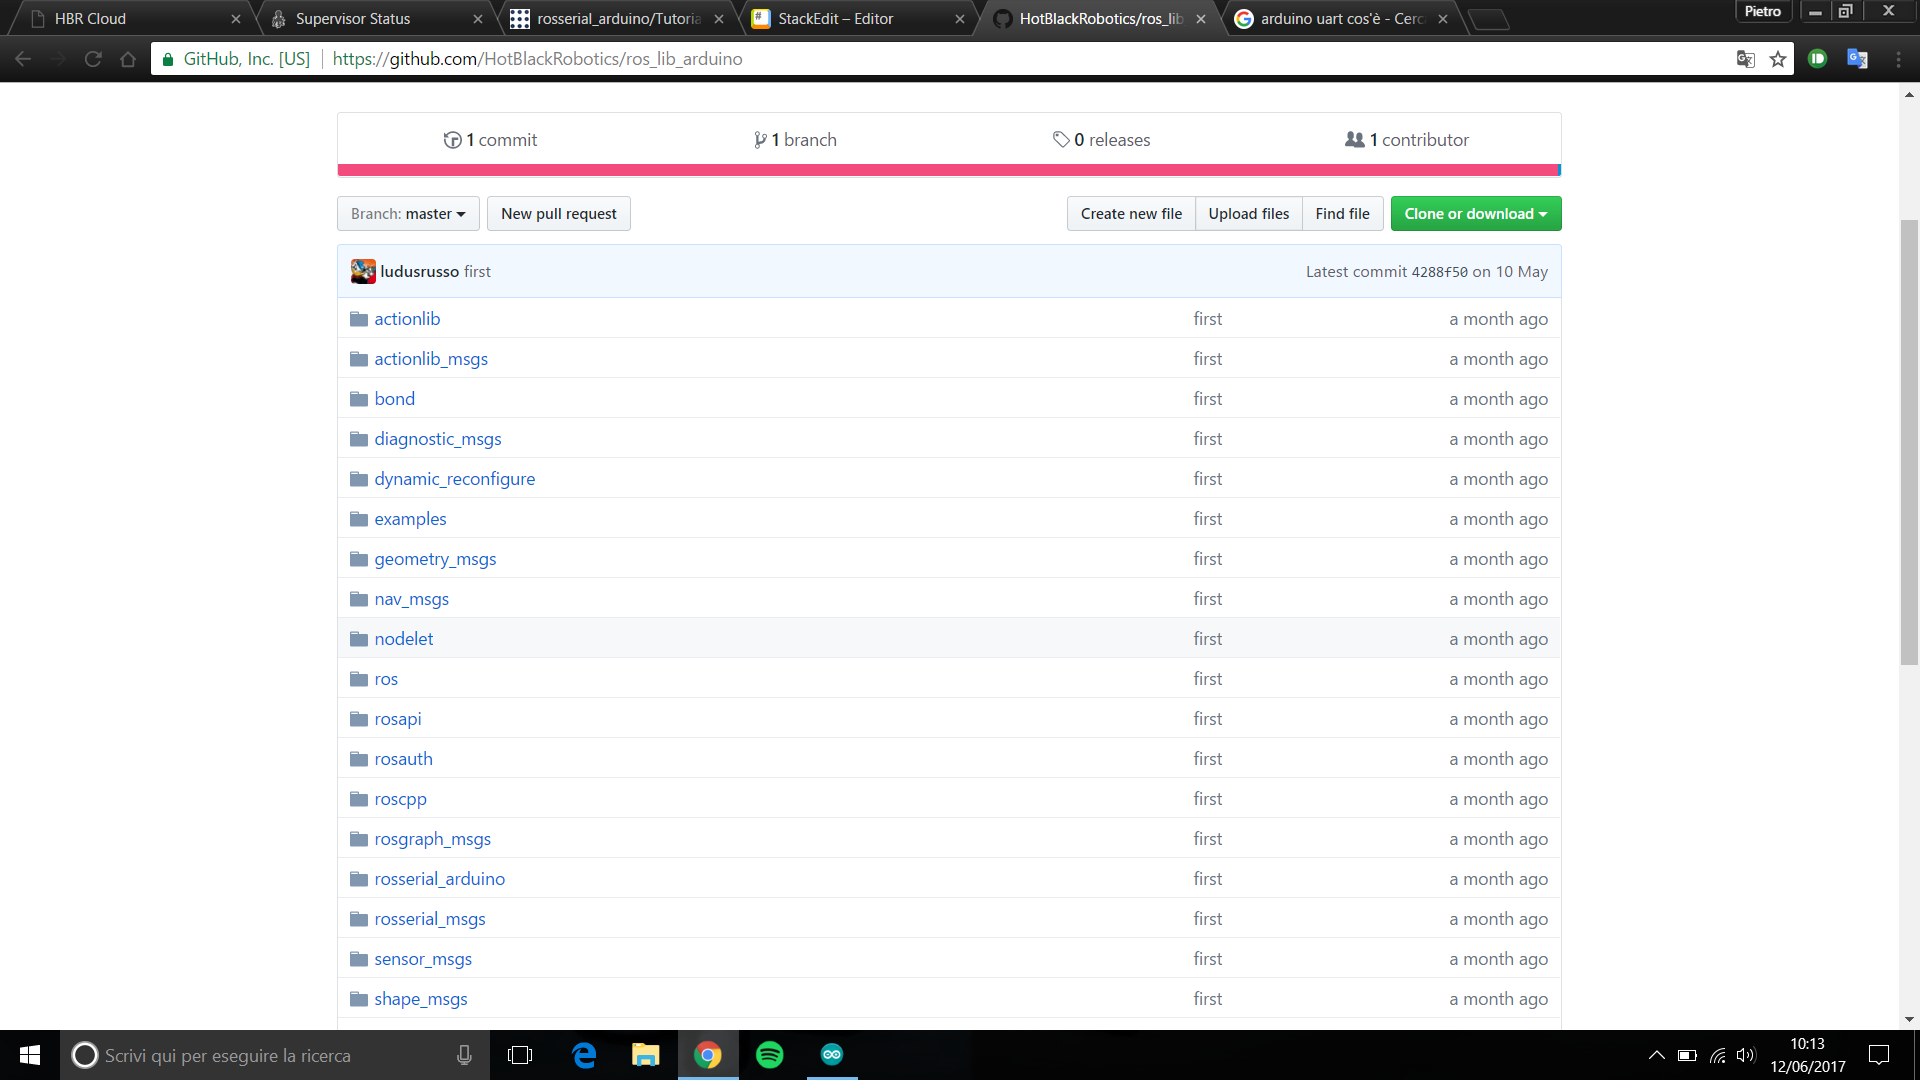 HBR Cloud
Supervisor Status
rosserial_arduino/Tutoria
StackEdit – Editor
HotBlackRobotics/ros_lib
arduino uart cos'è - Cerc
Pietro
GitHub, Inc. [US] https://github.com/HotBlackRobotics/ros_lib_arduino
1 commit
1 branch
0 releases
1 contributor
Branch: master
New pull request
Create new file
Upload files
Find file
Clone or download
ludusrusso first
Latest commit 4288f50 on 10 May
actionlib first a month ago
actionlib_msgs first a month ago
bond first a month ago
diagnostic_msgs first a month ago
dynamic_reconfigure first a month ago
examples first a month ago
geometry_msgs first a month ago
nav_msgs first a month ago
nodelet first a month ago
ros first a month ago
rosapi first a month ago
rosauth first a month ago
roscpp first a month ago
rosgraph_msgs first a month ago
rosserial_arduino first a month ago
rosserial_msgs first a month ago
sensor_msgs first a month ago
shape_msgs first a month ago
Scrivi qui per eseguire la ricerca
10:13
12/06/2017